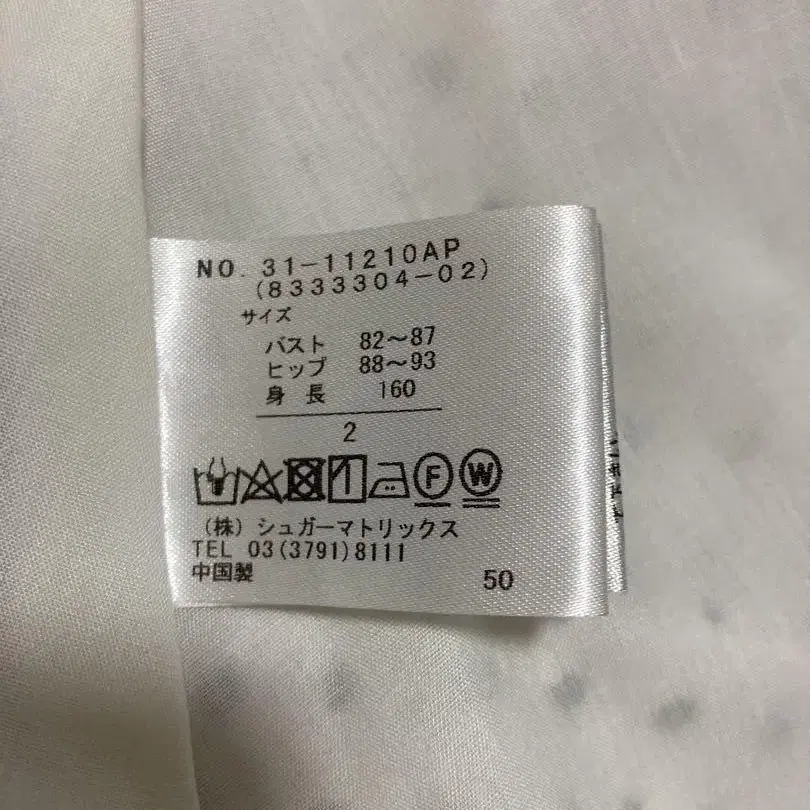 NO. 31-11210AP
(8333304-02)
サイズ
バスト 82〜87
ヒップ 88〜93
身長 160
2
F W
(株) シュガーマトリックス
TEL 03(3791)8111
中国製
50